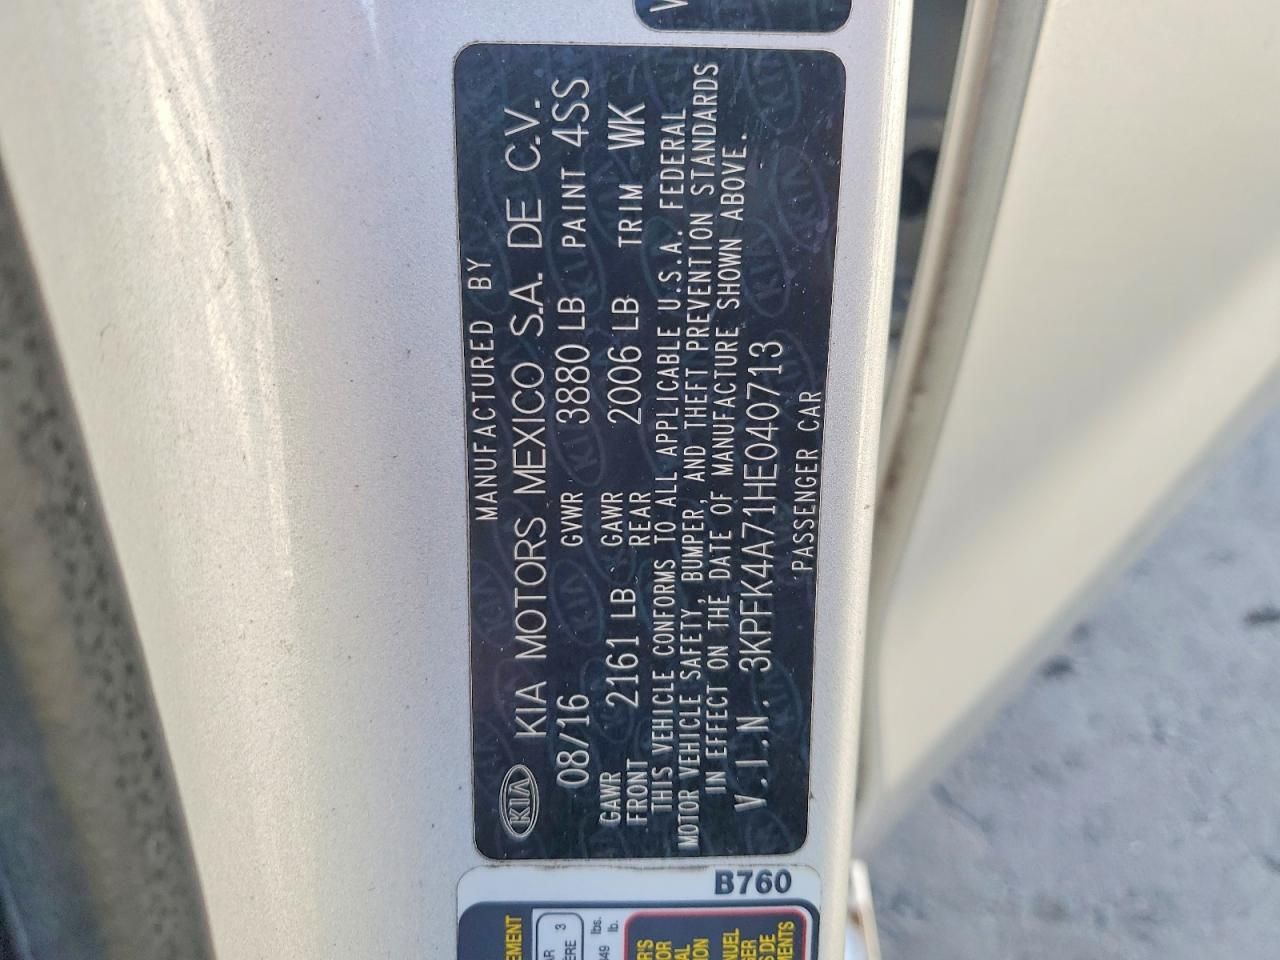 MANUFACTURED BY
KIA KIA MOTORS MEXICO S.A. DE C.V.
08/16 GVWR 3880 LB PAINT 4SS
GAWR FRONT 2161 LB GAWR REAR 2006 LB TRIM WK
THIS VEHICLE CONFORMS TO ALL APPLICABLE U.S.A. FEDERAL
MOTOR VEHICLE SAFETY, BUMPER, AND THEFT PREVENTION STANDARDS
IN EFFECT ON THE DATE OF MANUFACTURE SHOWN ABOVE.
V.I.N. 3KPFK4A71HE040713
PASSENGER CAR
B760